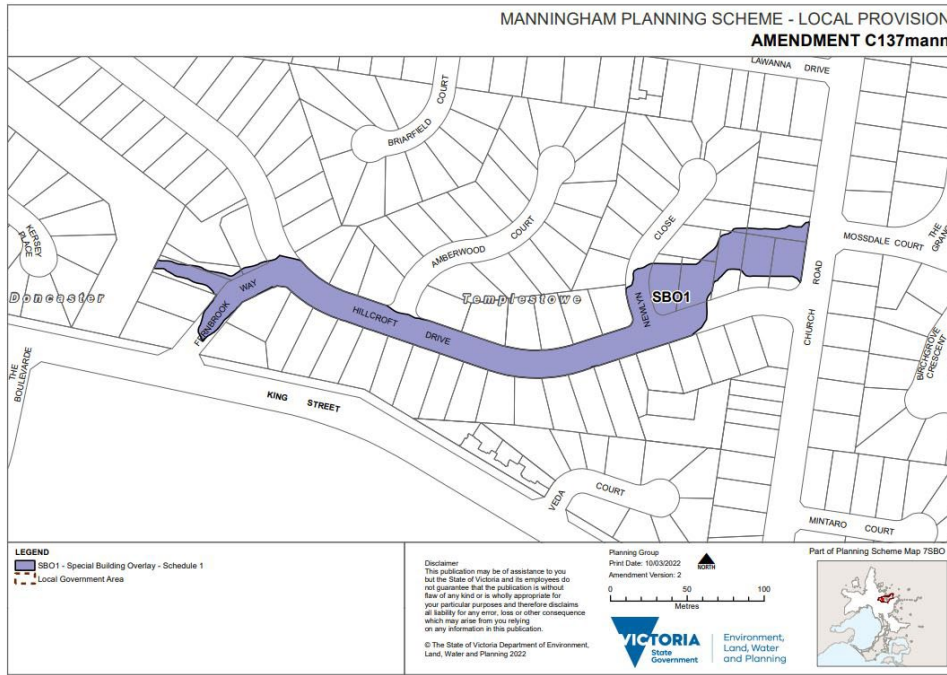 MANNINGHAM PLANNING SCHEME - LOCAL PROVISION
AMENDMENT C137mann
LAWANNA DRIVE
COURT
BRIARFIELD
KERSEY
PLACE
AMBERWOOD
COURT
CLOSE
MOSSDALE COURT
THE
GRANG
Doncaster
FERNBROOK
WAY
HILLCROFT
DRIVE
Templestowe
NEWLYN
SBO1
ROAD
CHURCH
BIRCHGROVE
CRESCENT
THE
BOULEVARDE
KING STREET
VEDA
COURT
MINTARO COURT
LEGEND
SBO1 - Special Building Overlay - Schedule 1
Local Government Area
Disclaimer
This publication may be of assistance to you
but the State of Victoria and its employees do
not guarantee that the publication is without
flaw of any kind or is wholly appropriate for
your particular purposes and therefore disclaims
all liability for any error, loss or other consequence
which may arise from you relying
on any information in this publication.
© The State of Victoria Department of Environment,
Land, Water and Planning 2022
Planning Group
Print Date: 10/03/2022
Amendment Version: 2
NORTH
0 50 100
Metres
VICTORIA
State
Government
Environment,
Land, Water
and Planning
Part of Planning Scheme Map 7SBO